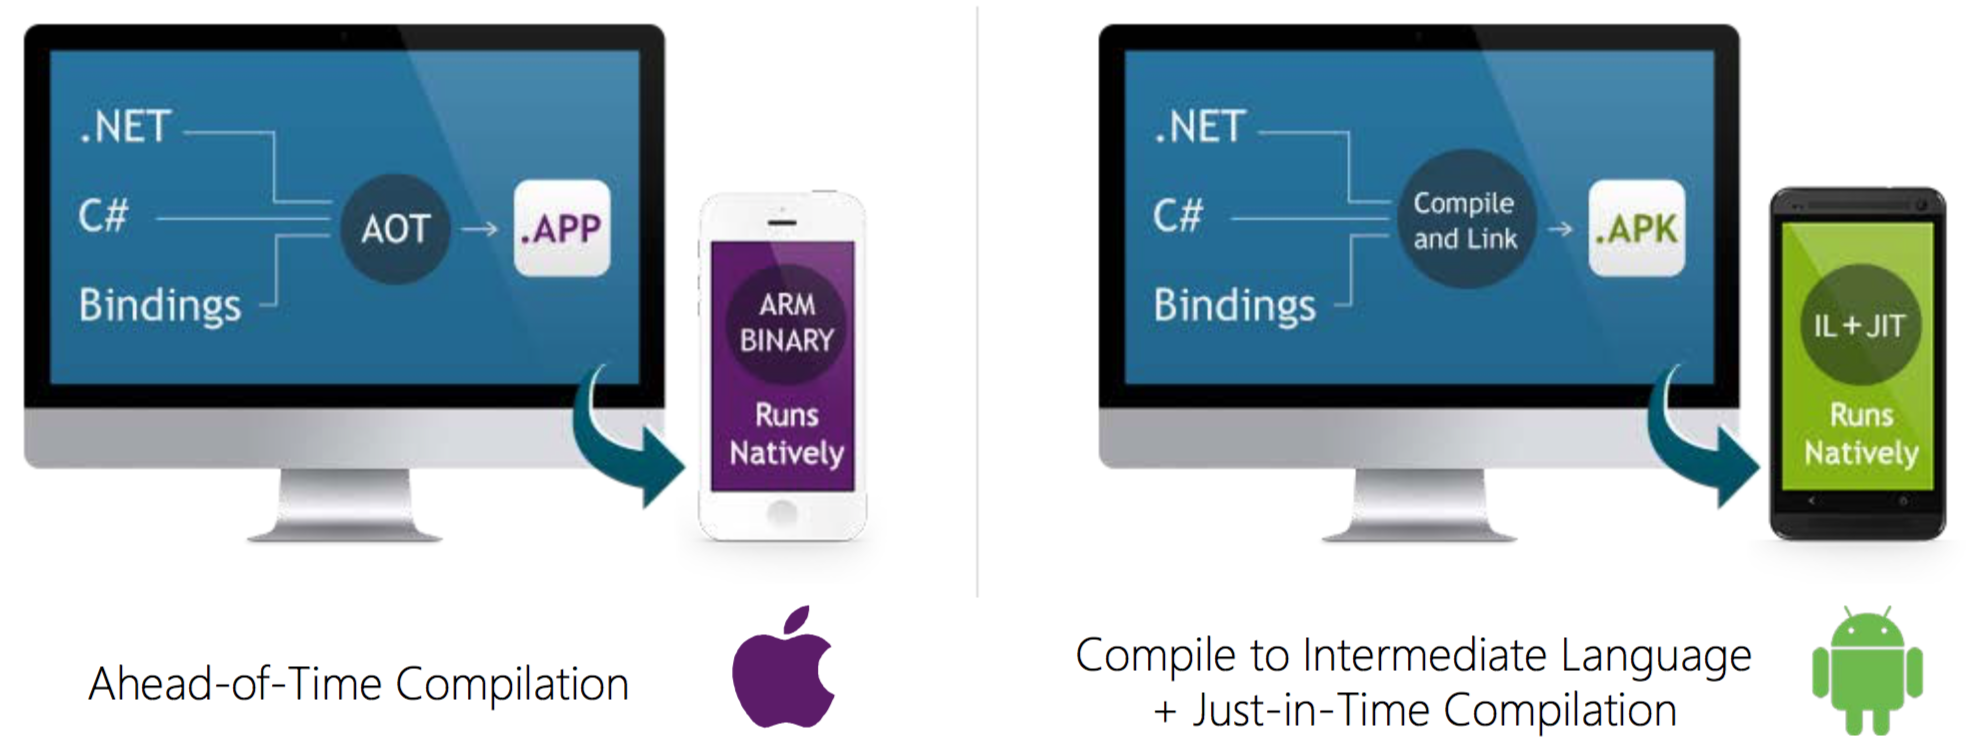 .NET
C#
Bindings
AOT
.APP
ARM
BINARY
Runs
Natively
Ahead-of-Time Compilation
.NET
C#
Bindings
Compile
and Link
.APK
IL+JIT
Runs
Natively
Compile to Intermediate Language
+ Just-in-Time Compilation